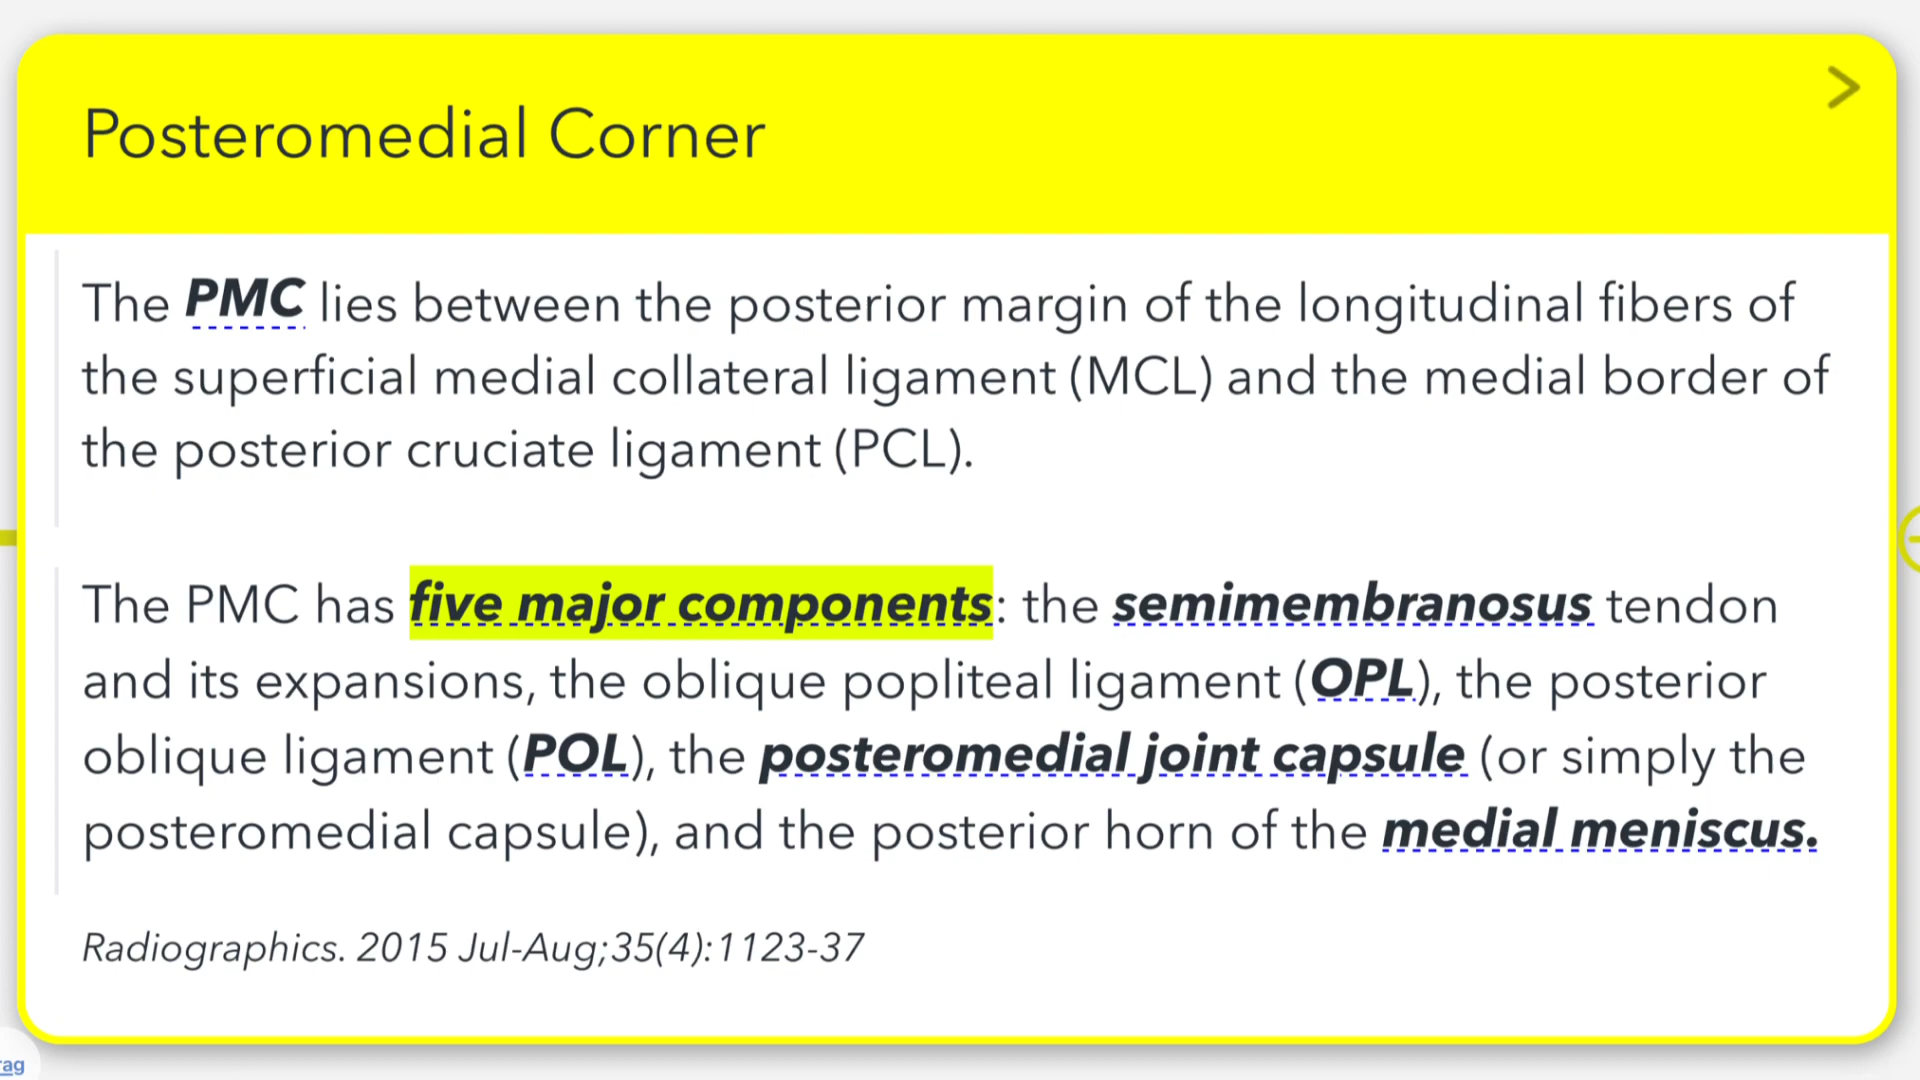 Posteromedial Corner
The PMC lies between the posterior margin of the longitudinal fibers of
the superficial medial collateral ligament (MCL) and the medial border of
the posterior cruciate ligament (PCL).
The PMC has five major components: the semimembranosus tendon
and its expansions, the oblique popliteal ligament (OPL), the posterior
oblique ligament (POL), the posteromedial joint capsule (or simply the
posteromedial capsule), and the posterior horn of the medial meniscus.
Radiographics. 2015 Jul-Aug;35(4):1123-37